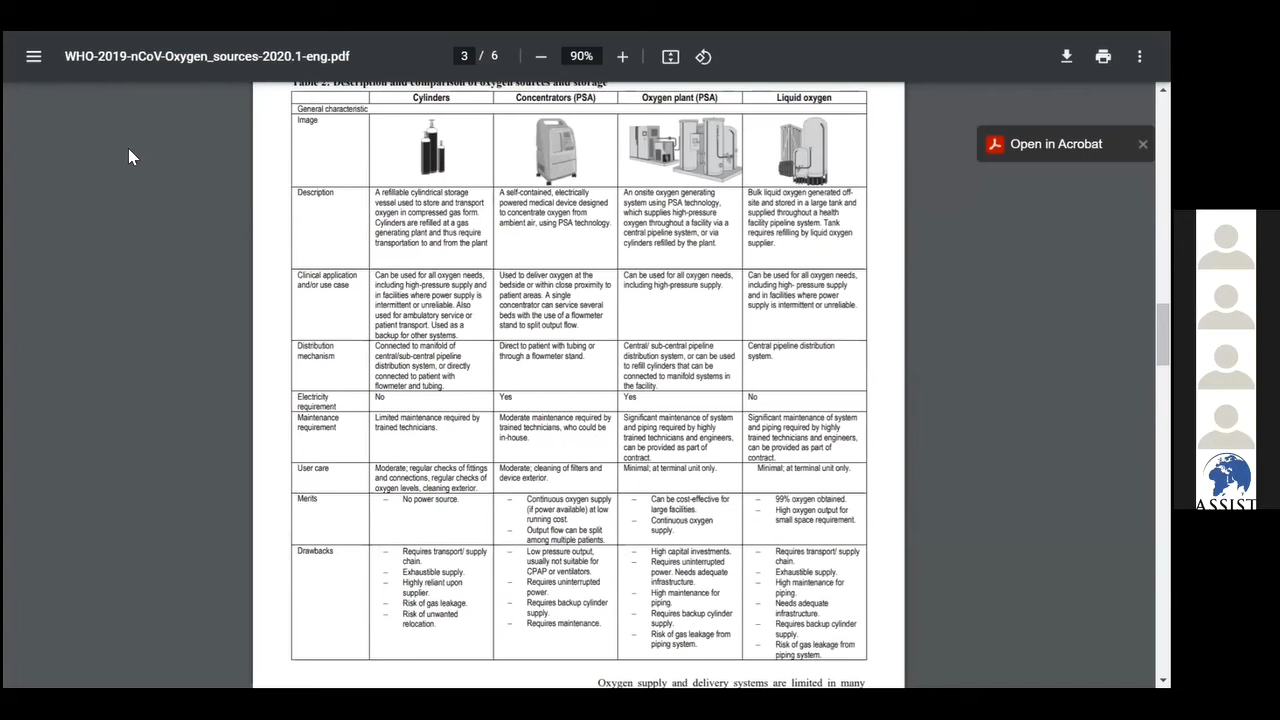 WHO-2019-nCoV-Oxygen_sources-2020.1-eng.pdf
3 / 6
90%
Open in Acrobat
Table 2. Description and comparison of oxygen sources and storage
Cylinders Concentrators (PSA) Oxygen plant (PSA) Liquid oxygen
General characteristic
Image
Description
A refillable cylindrical storage
vessel used to store and transport
oxygen in compressed gas form.
Cylinders are refilled at a gas
generating plant and thus require
transportation to and from the plant
A self-contained, electrically
powered medical device designed
to concentrate oxygen from
ambient air, using PSA technology.
An onsite oxygen generating
system using PSA technology,
which supplies high-pressure
oxygen throughout a facility via a
central pipeline system, or via
cylinders refilled by the plant.
Bulk liquid oxygen generated off-
site and stored in a large tank and
supplied throughout a health
facility pipeline system. Tank
requires refilling by liquid oxygen
supplier.
Clinical application
and/or use case
Can be used for all oxygen needs,
including high-pressure supply and
in facilities where power supply is
intermittent or unreliable. Also
used for ambulatory service or
patient transport. Used as a
backup for other systems.
Used to deliver oxygen at the
bedside or within close proximity to
patient areas. A single
concentrator can service several
beds with the use of a flowmeter
stand to split output flow.
Can be used for all oxygen needs,
including high-pressure supply.
Can be used for all oxygen needs,
including high- pressure supply
and in facilities where power
supply is intermittent or unreliable.
Distribution
mechanism
Connected to manifold of
central/sub-central pipeline
distribution system, or directly
connected to patient with
flowmeter and tubing.
Direct to patient with tubing or
through a flowmeter stand.
Central/ sub-central pipeline
distribution system, or can be used
to refill cylinders that can be
connected to manifold systems in
the facility.
Central pipeline distribution
system.
Electricity
requirement
No
Yes
Yes
No
Maintenance
requirement
Limited maintenance required by
trained technicians.
Moderate maintenance required by
trained technicians, who could be
in-house.
Significant maintenance of system
and piping required by highly
trained technicians and engineers,
can be provided as part of
contract.
Significant maintenance of system
and piping required by highly
trained technicians and engineers,
can be provided as part of
contract.
User care
Moderate; regular checks of fittings
and connections, regular checks of
oxygen levels, cleaning exterior.
Moderate; cleaning of filters and
device exterior.
Minimal; at terminal unit only.
Minimal; at terminal unit only.
Merits
– No power source.
– Continuous oxygen supply
(if power available) at low
running cost.
– Output flow can be split
among multiple patients.
– Can be cost-effective for
large facilities.
– Continuous oxygen
supply.
– 99% oxygen obtained.
– High oxygen output for
small space requirement.
Drawbacks
– Requires transport/ supply
chain.
– Exhaustible supply.
– Highly reliant upon
supplier.
– Risk of gas leakage.
– Risk of unwanted
relocation.
– Low pressure output,
usually not suitable for
CPAP or ventilators.
– Requires uninterrupted
power.
– Requires backup cylinder
supply.
– Requires maintenance.
– High capital investments.
– Requires uninterrupted
power. Needs adequate
infrastructure.
– High maintenance for
piping.
– Requires backup cylinder
supply.
– Risk of gas leakage from
piping system.
– Requires transport/ supply
chain.
– Exhaustible supply.
– High maintenance for
piping.
– Needs adequate
infrastructure.
– Requires backup cylinder
supply.
– Risk of gas leakage from
piping system.
Oxygen supply and delivery systems are limited in many
ASSIST